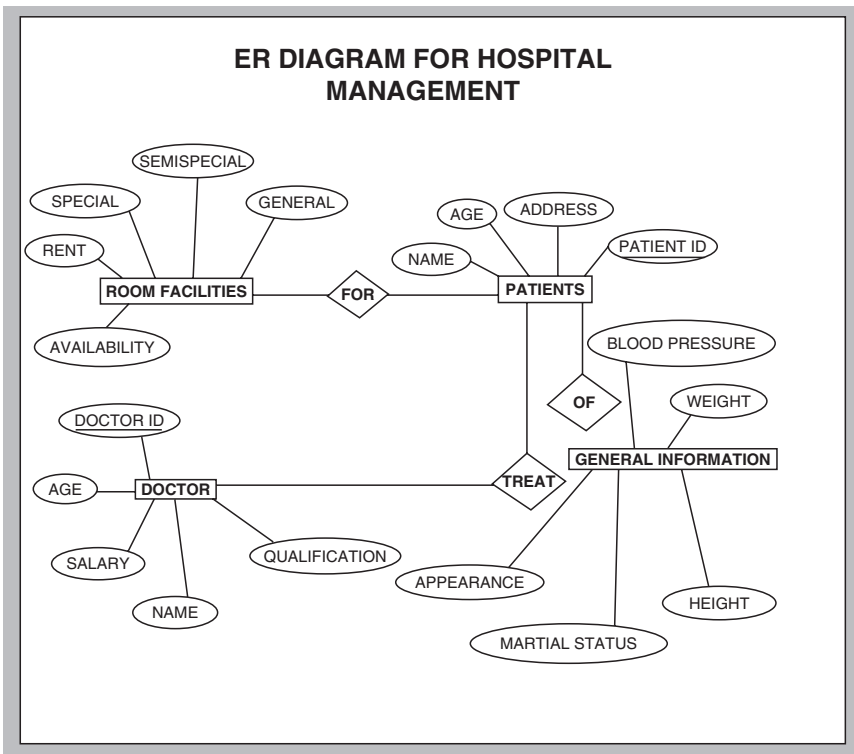 ER DIAGRAM FOR HOSPITAL
MANAGEMENT
SEMISPECIAL
SPECIAL
GENERAL
RENT
ROOM FACILITIES
AVAILABILITY
FOR
AGE
ADDRESS
NAME
PATIENT ID
PATIENTS
BLOOD PRESSURE
OF
WEIGHT
GENERAL INFORMATION
DOCTOR ID
AGE
DOCTOR
TREAT
SALARY
QUALIFICATION
NAME
APPEARANCE
HEIGHT
MARTIAL STATUS